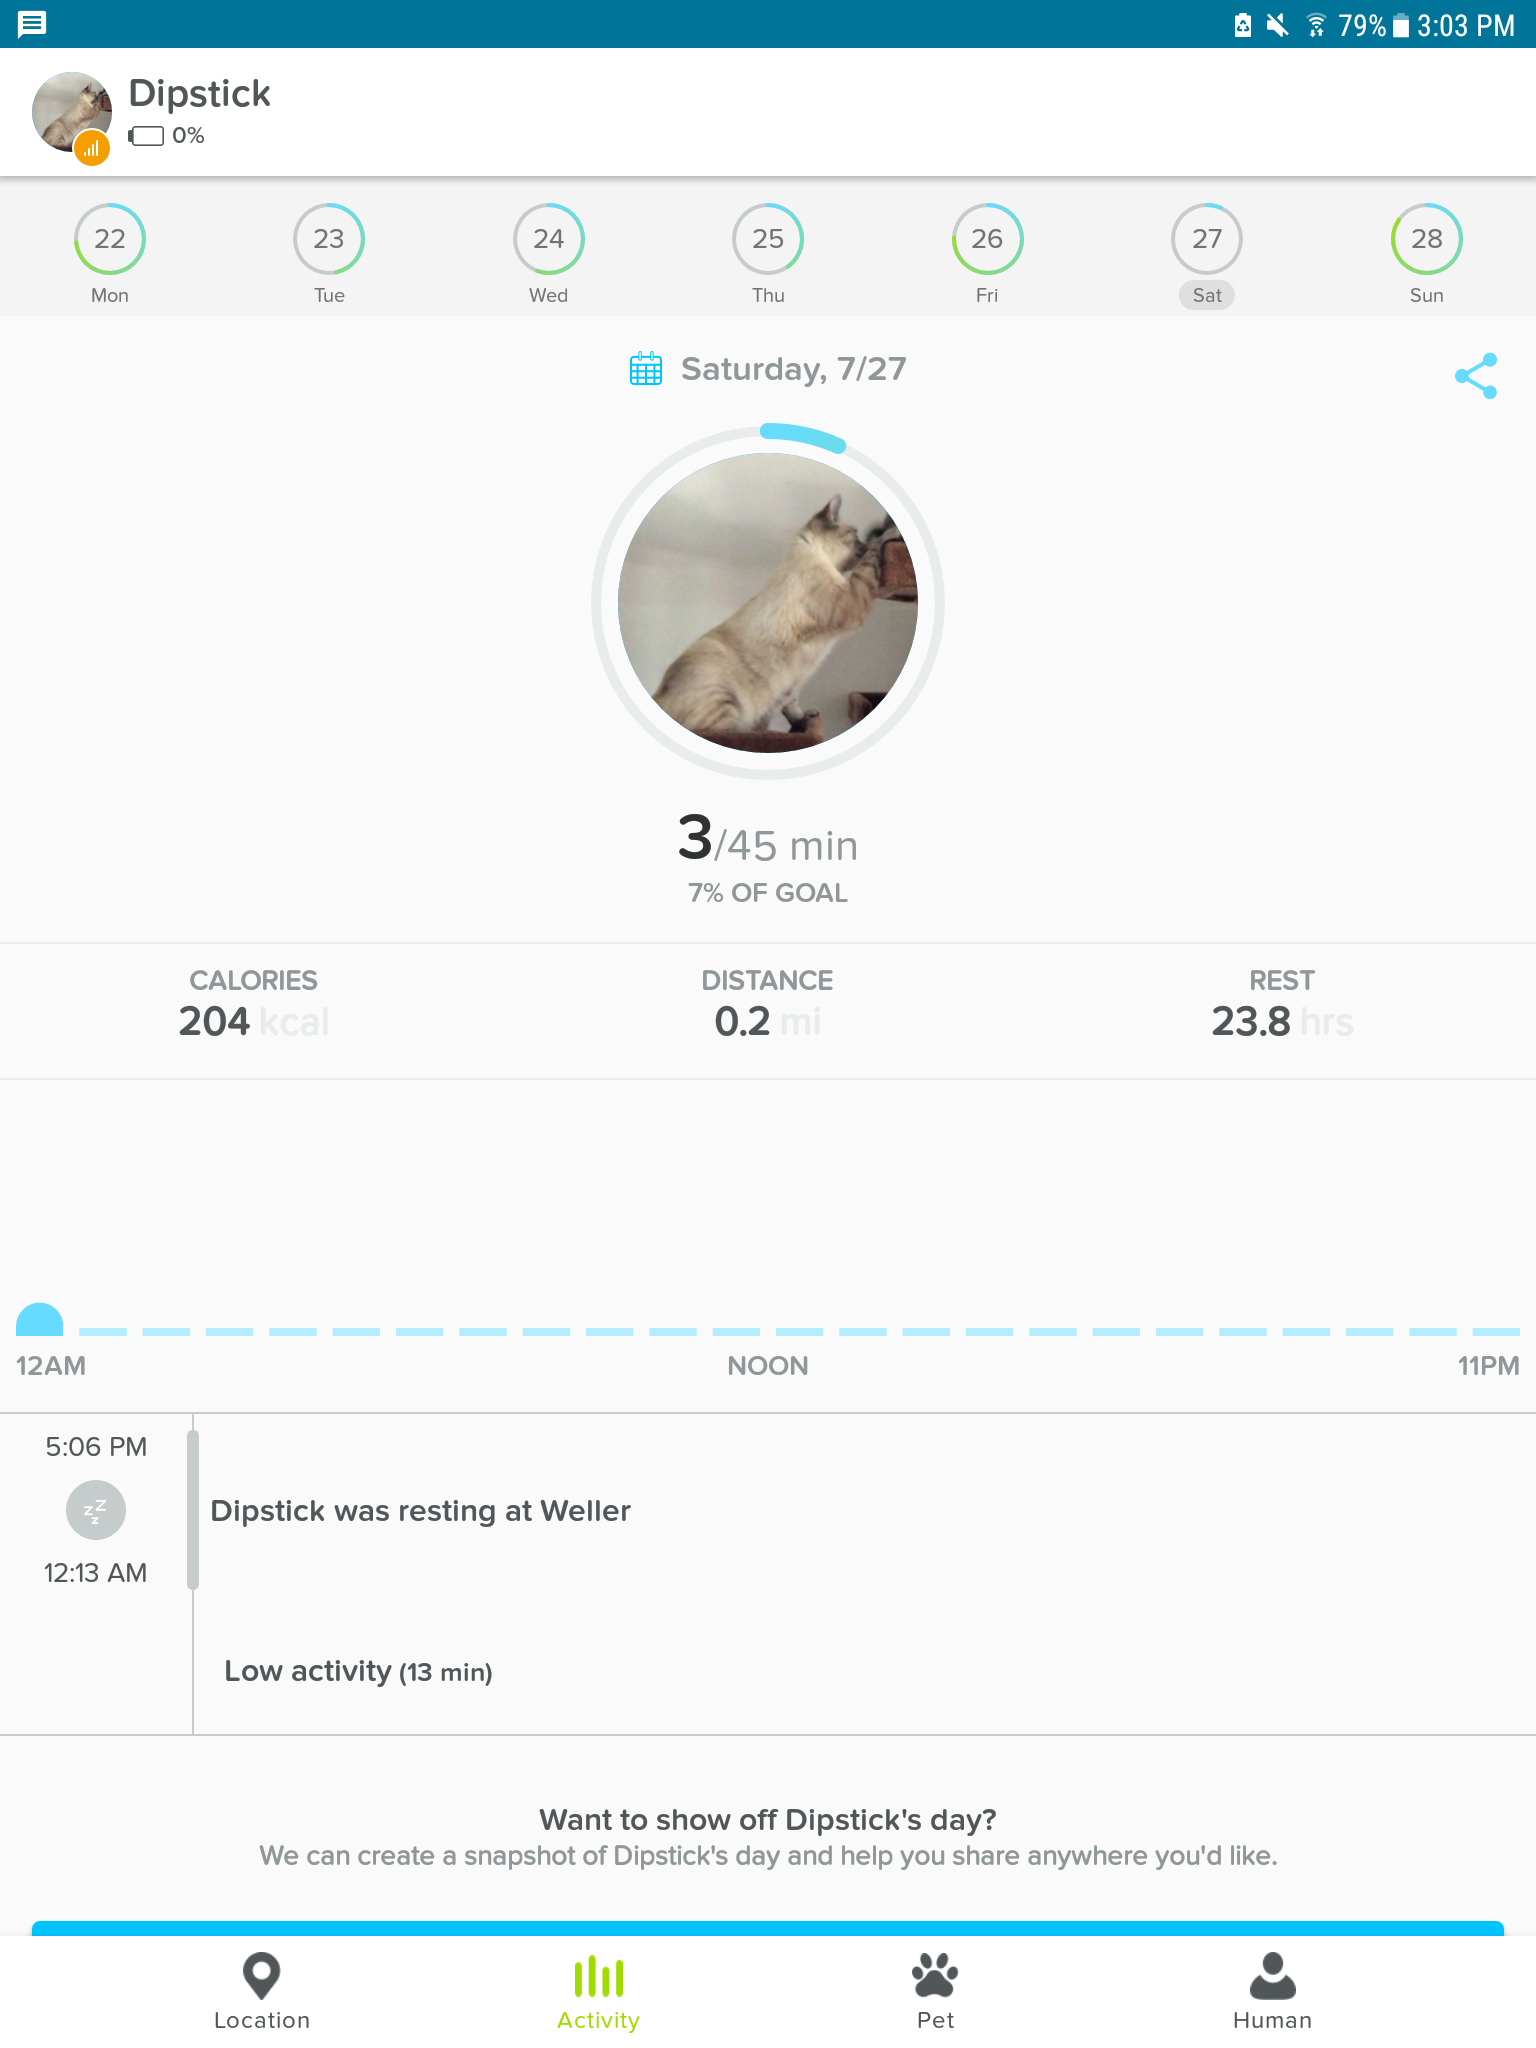 79% 3:03 PM
Dipstick
0%
22 23 24 25 26 27 28
Mon Tue Wed Thu Fri Sat Sun
Saturday, 7/27
3/45 min
7% OF GOAL
CALORIES DISTANCE REST
204 kcal 0.2 mi 23.8 hrs
12AM NOON 11PM
5:06 PM
zzz
Dipstick was resting at Weller
12:13 AM
Low activity (13 min)
Want to show off Dipstick's day?
We can create a snapshot of Dipstick's day and help you share anywhere you'd like.
Location Activity Pet Human